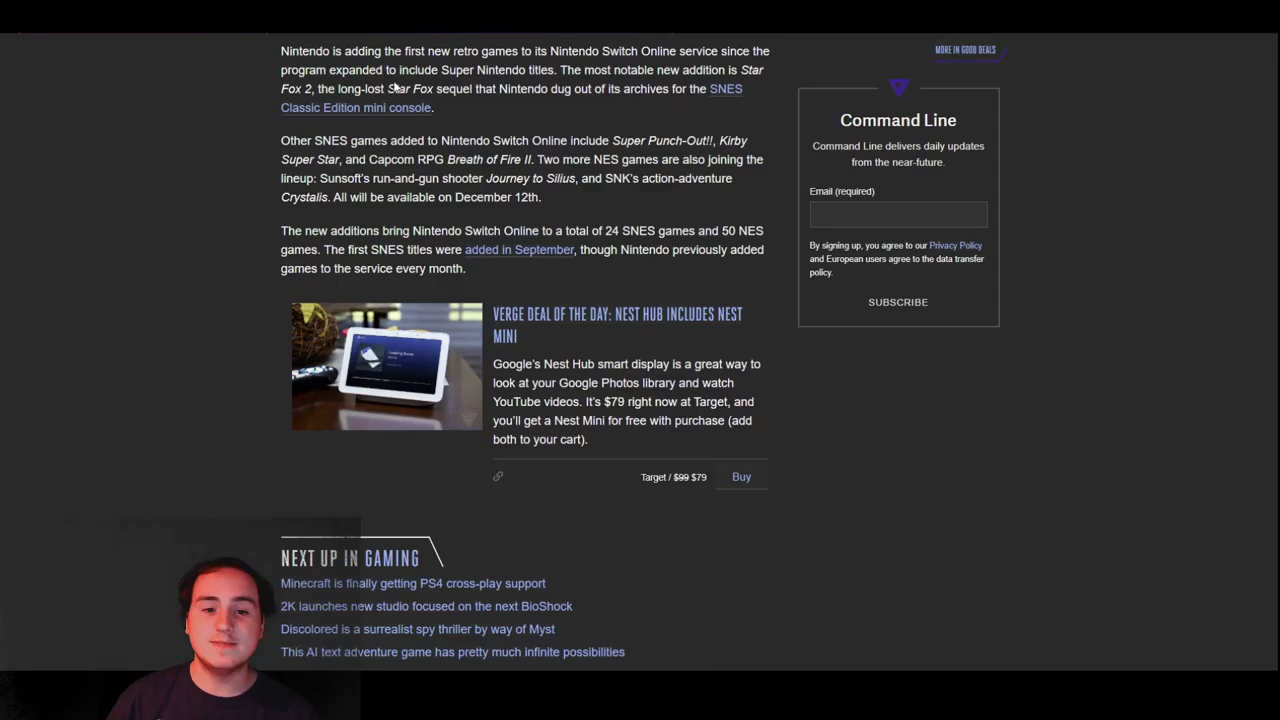 Nintendo is adding the first new retro games to its Nintendo Switch Online service since the
program expanded to include Super Nintendo titles. The most notable new addition is Star
Fox 2, the long-lost Star Fox sequel that Nintendo dug out of its archives for the SNES
Classic Edition mini console.
Other SNES games added to Nintendo Switch Online include Super Punch-Out!!, Kirby
Super Star, and Capcom RPG Breath of Fire II. Two more NES games are also joining the
lineup: Sunsoft's run-and-gun shooter Journey to Silius, and SNK's action-adventure
Crystalis. All will be available on December 12th.
The new additions bring Nintendo Switch Online to a total of 24 SNES games and 50 NES
games. The first SNES titles were added in September, though Nintendo previously added
games to the service every month.
VERGE DEAL OF THE DAY: NEST HUB INCLUDES NEST
MINI
Google's Nest Hub smart display is a great way to
look at your Google Photos library and watch
YouTube videos. It's $79 right now at Target, and
you'll get a Nest Mini for free with purchase (add
both to your cart).
Target / $99 $79
Buy
NEXT UP IN GAMING
Minecraft is finally getting PS4 cross-play support
2K launches new studio focused on the next BioShock
Discolored is a surrealist spy thriller by way of Myst
This AI text adventure game has pretty much infinite possibilities
MORE IN GOOD DEALS
Command Line
Command Line delivers daily updates
from the near-future.
Email (required)
By signing up, you agree to our Privacy Policy
and European users agree to the data transfer
policy.
SUBSCRIBE